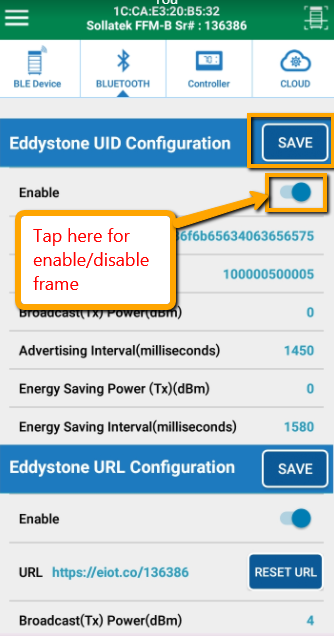 You
1C:CA:E3:20:B5:32
Sollatek FFM-B Sr# : 136386
BLE Device
BLUETOOTH
Controller
CLOUD
Eddystone UID Configuration
SAVE
Enable
Tap here for
enable/disable
frame
6f6b65634063656575
100000500005
Broadcast(Tx) Power(dBm) 0
Advertising Interval(milliseconds) 1450
Energy Saving Power (Tx)(dBm) 0
Energy Saving Interval(milliseconds) 1580
Eddystone URL Configuration
SAVE
Enable
URL https://eiot.co/136386
RESET URL
Broadcast(Tx) Power(dBm) 4